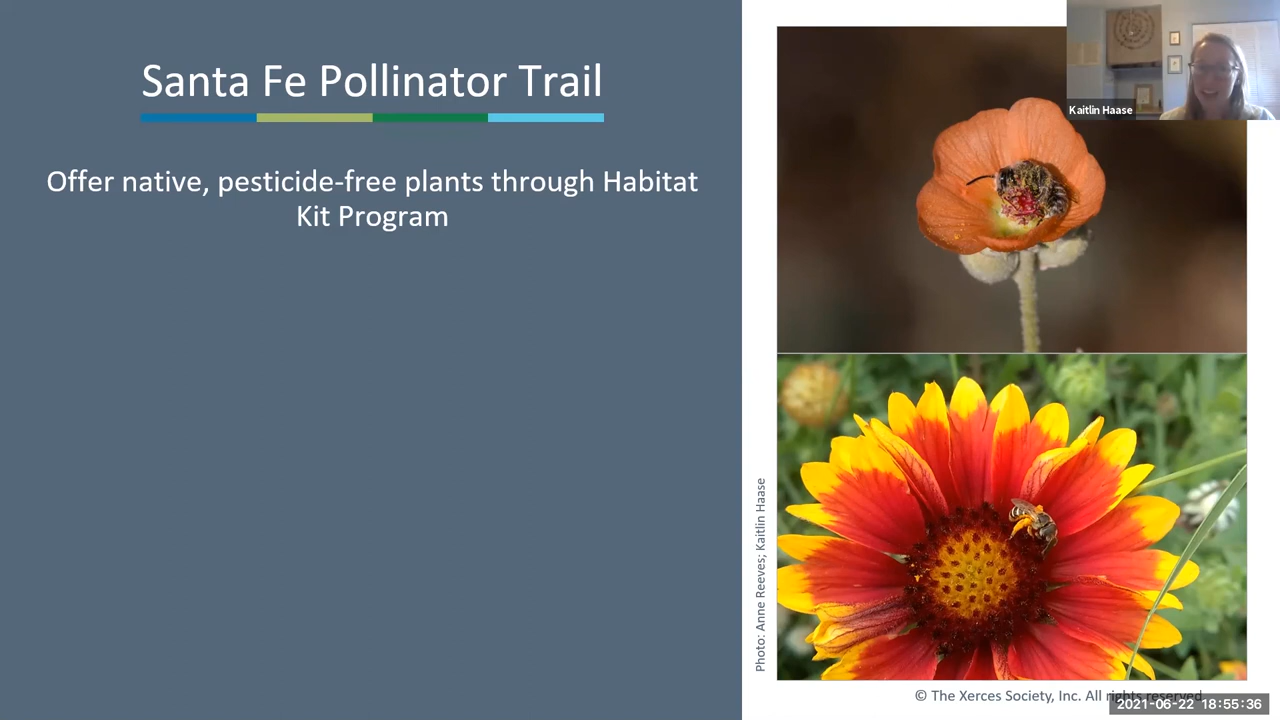 Santa Fe Pollinator Trail
Offer native, pesticide-free plants through Habitat
Kit Program
Kaitlin Haase
Photo: Anne Reeves; Kaitlin Haase
© The Xerces Society, Inc. All rights reserved
2021-06-22 18:55:36